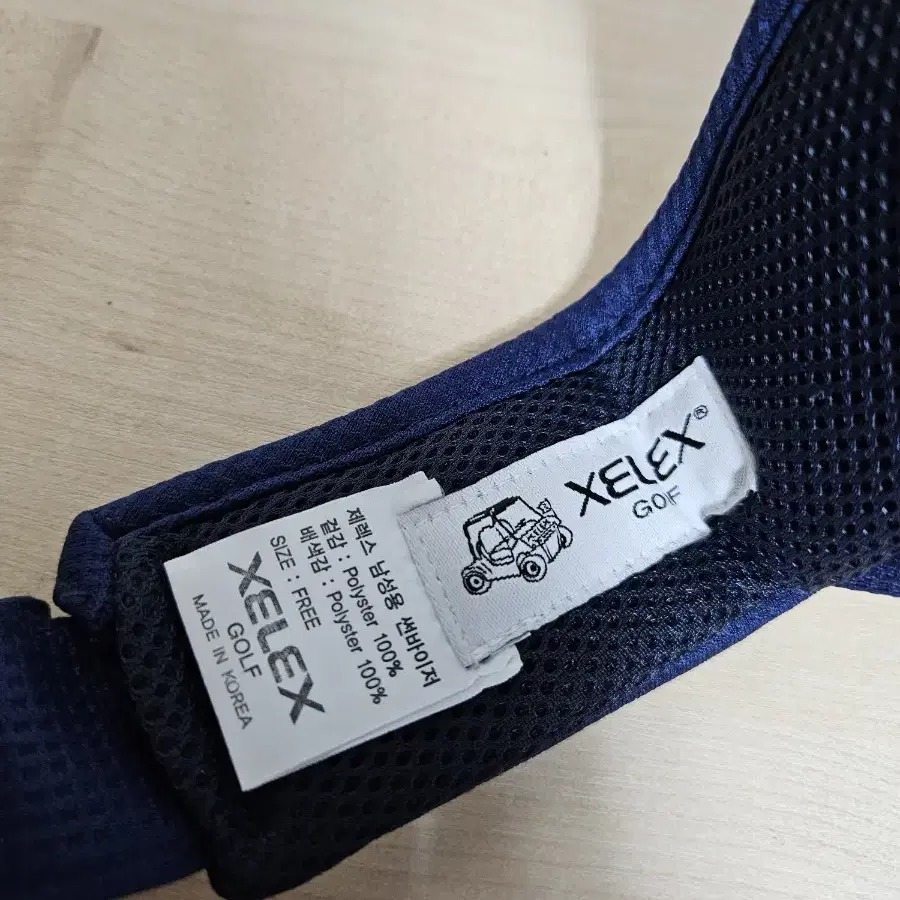 제렉스 남성용 썬바이저
겉감 : Polyster 100%
배색감 : Polyster 100%
SIZE : FREE
XELEX
GOLF
MADE IN KOREA
XELEX®
GOlF